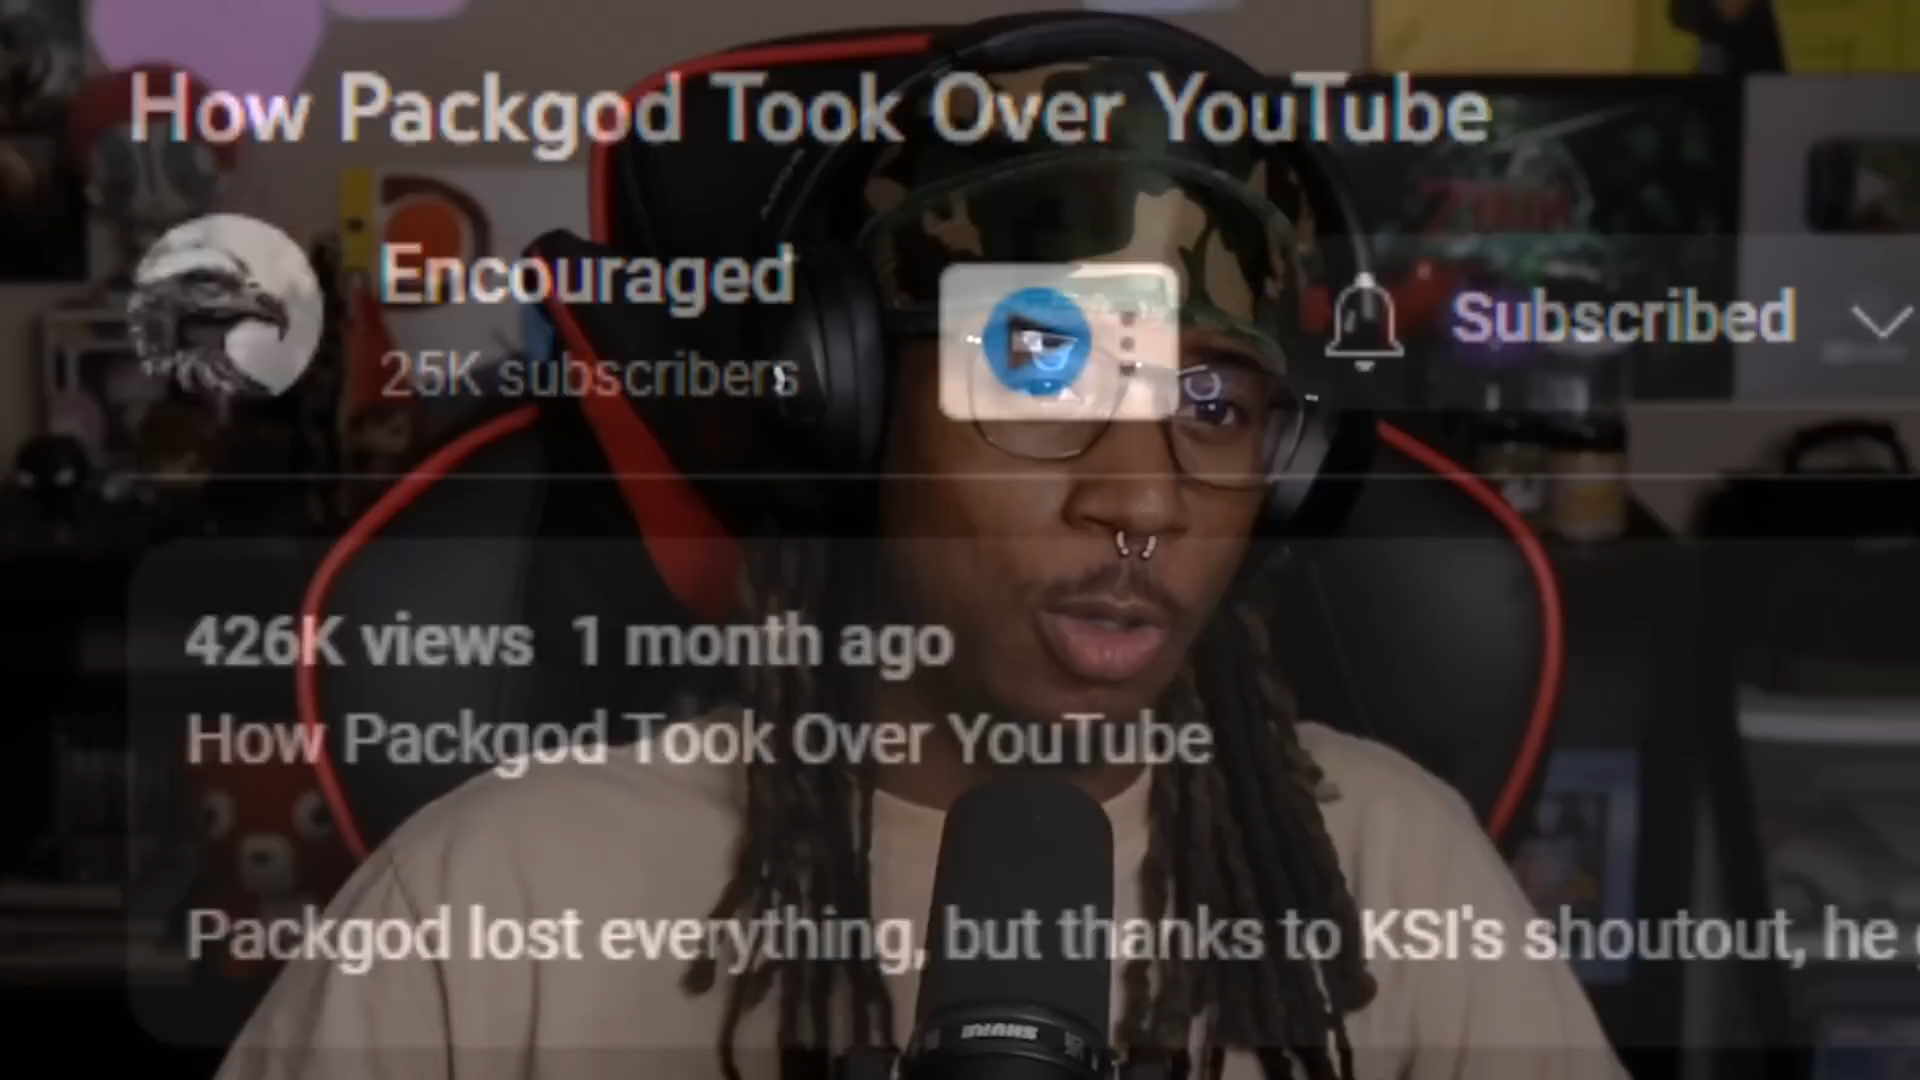 How Packgod Took Over YouTube
Encouraged
25K subscribers
Subscribed
426K views 1 month ago
How Packgod Took Over YouTube
Packgod lost everything, but thanks to KSI's shoutout, he
SHURE